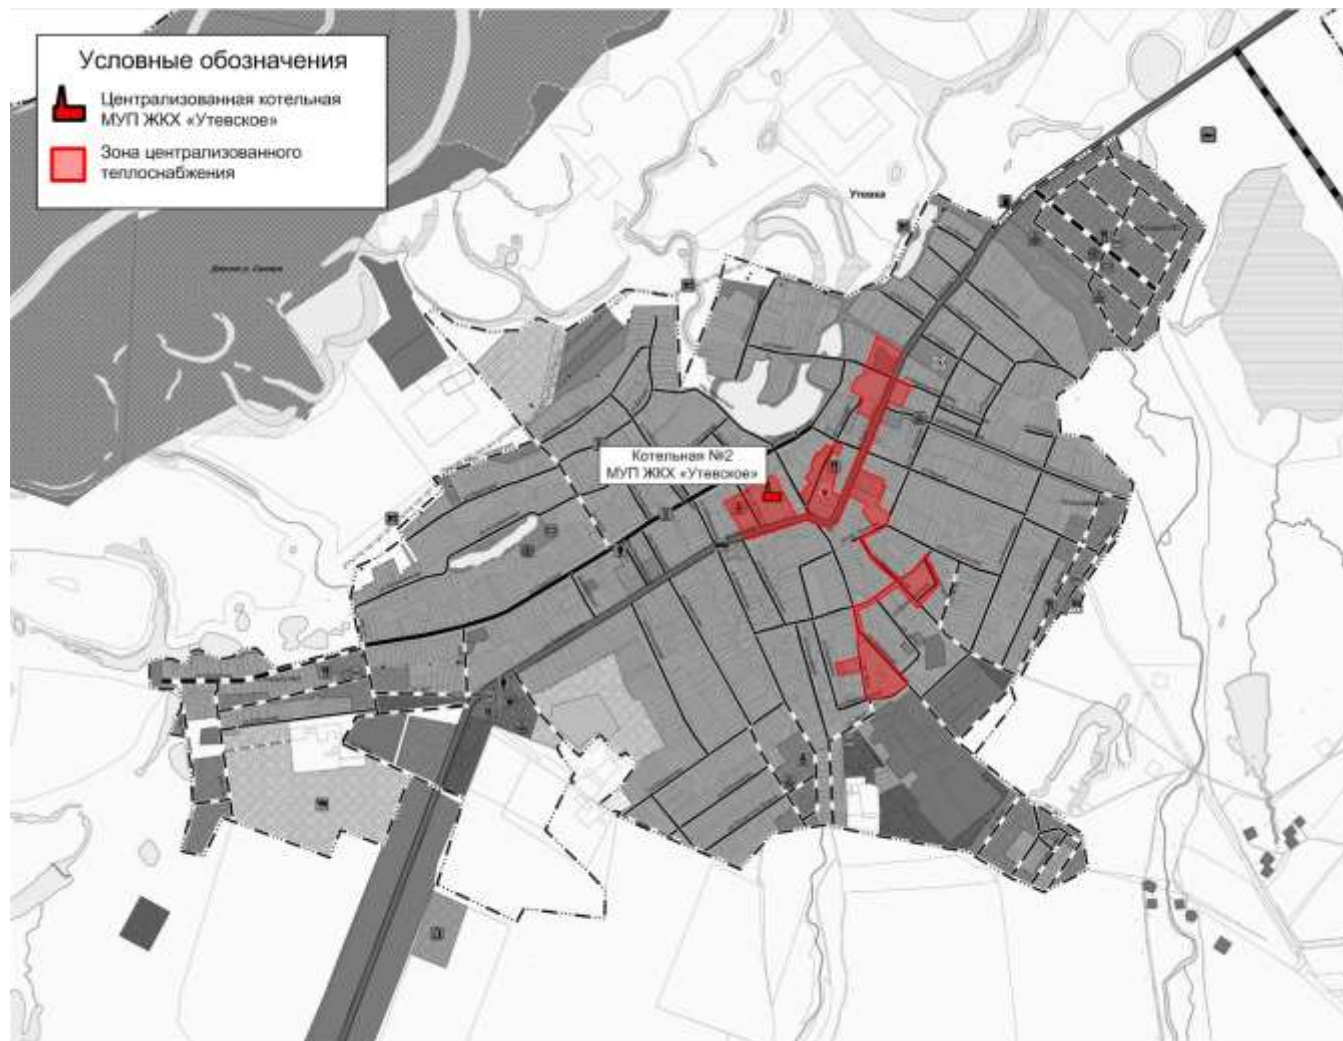 Условные обозначения
Централизованная котельная
МУП ЖКХ «Утевское»
Зона централизованного
теплоснабжения
Утевка
Котельная №2
МУП ЖКХ «Утевское»